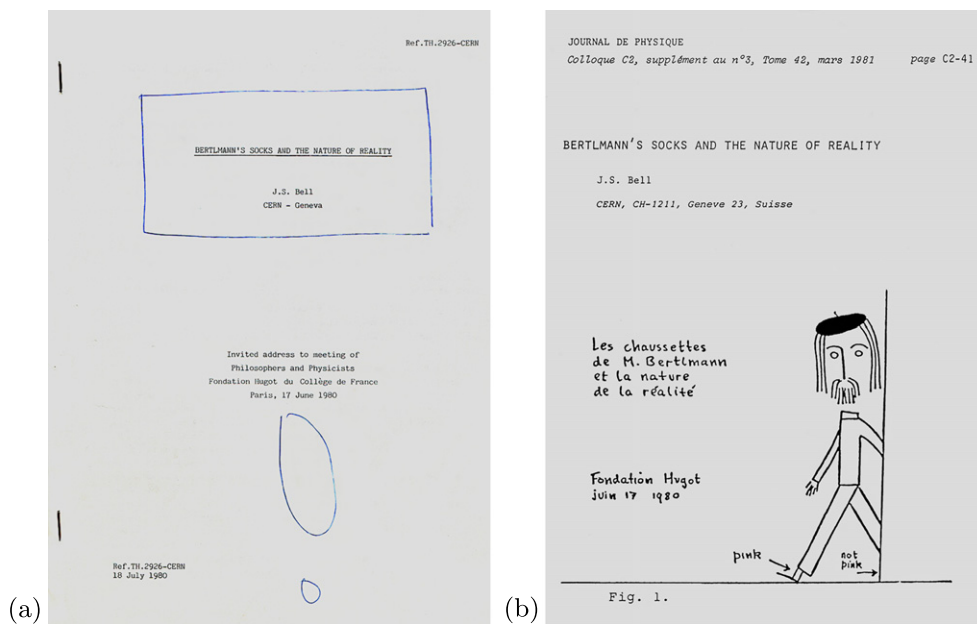 Ref.TH.2926-CERN
BERTLMANN'S SOCKS AND THE NATURE OF REALITY
J.S. Bell
CERN - Geneva
Invited address to meeting of
Philosophers and Physicists
Fondation Hugot du Collège de France
Paris, 17 June 1980
Ref.TH.2926-CERN
18 July 1980
(a)
JOURNAL DE PHYSIQUE
Colloque C2, supplément au n°3, Tome 42, mars 1981 page C2-41
BERTLMANN'S SOCKS AND THE NATURE OF REALITY
J.S. Bell
CERN, CH-1211, Geneve 23, Suisse
Les chaussettes
de M. Bertlmann
et la nature
de la réalité
Fondation Hugot
juin 17 1980
pink
not
pink
Fig. 1.
(b)